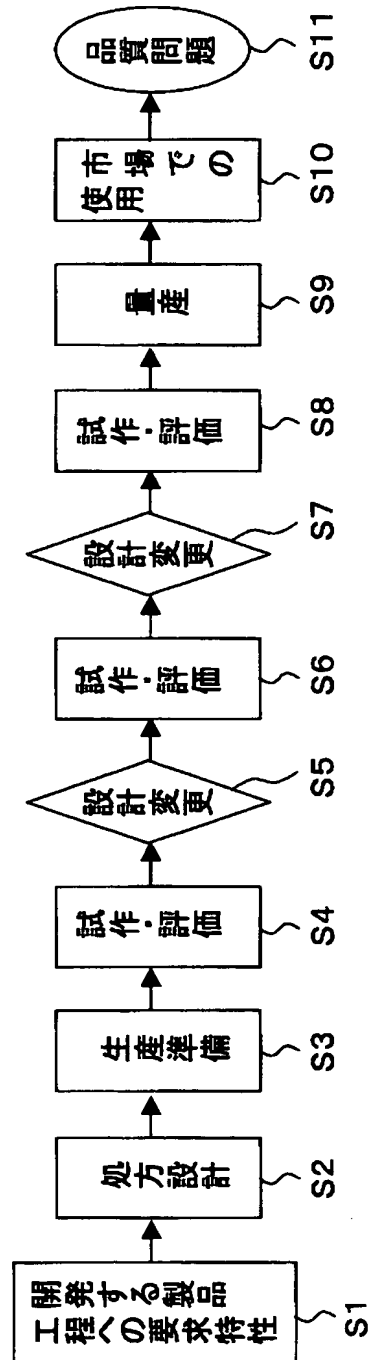 開発する製品
工程への要求特性
S1
処方設計
S2
生産準備
S3
試作・評価
S4
設計変更
S5
試作・評価
S6
設計変更
S7
試作・評価
S8
量産
S9
市場での
使用
S10
品質問題
S11